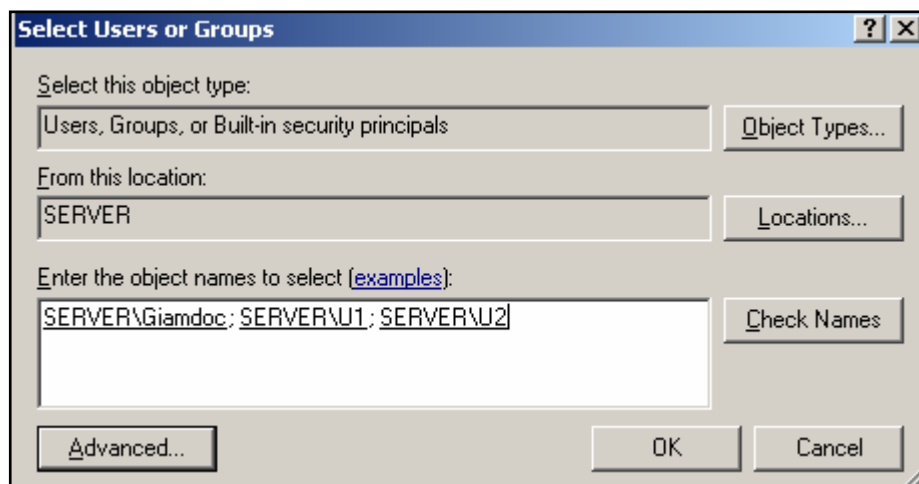 Select Users or Groups
Select this object type:
Users, Groups, or Built-in security principals
Object Types...
From this location:
SERVER
Locations...
Enter the object names to select (examples):
SERVER\Giamdoc; SERVER\U1; SERVER\U2
Check Names
Advanced...
OK
Cancel